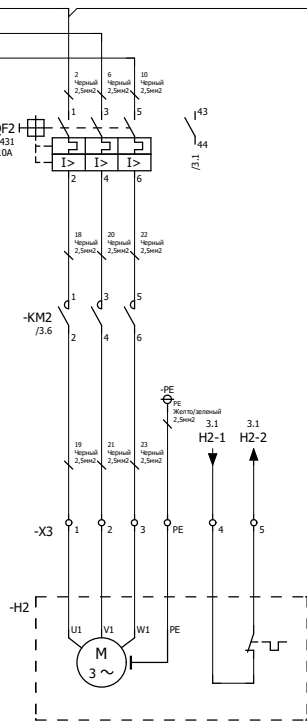 2 6 10
Черный Черный Черный
2,5мм2 2,5мм2 2,5мм2
1 3 5 43
QF2
431
10A
44
/3.1
I> I> I>
2 4 6
18 20 22
Черный Черный Черный
2,5мм2 2,5мм2 2,5мм2
1 3 5
-KM2
/3.6
2 4 6
-PE
PE
Желто/зеленый
2,5мм2
3.1 3.1
H2-1 H2-2
19 21 23
Черный Черный Черный
2,5мм2 2,5мм2 2,5мм2
-X3 1 2 3 PE 4 5
-H2
U1 V1 W1 PE
M
3 ~